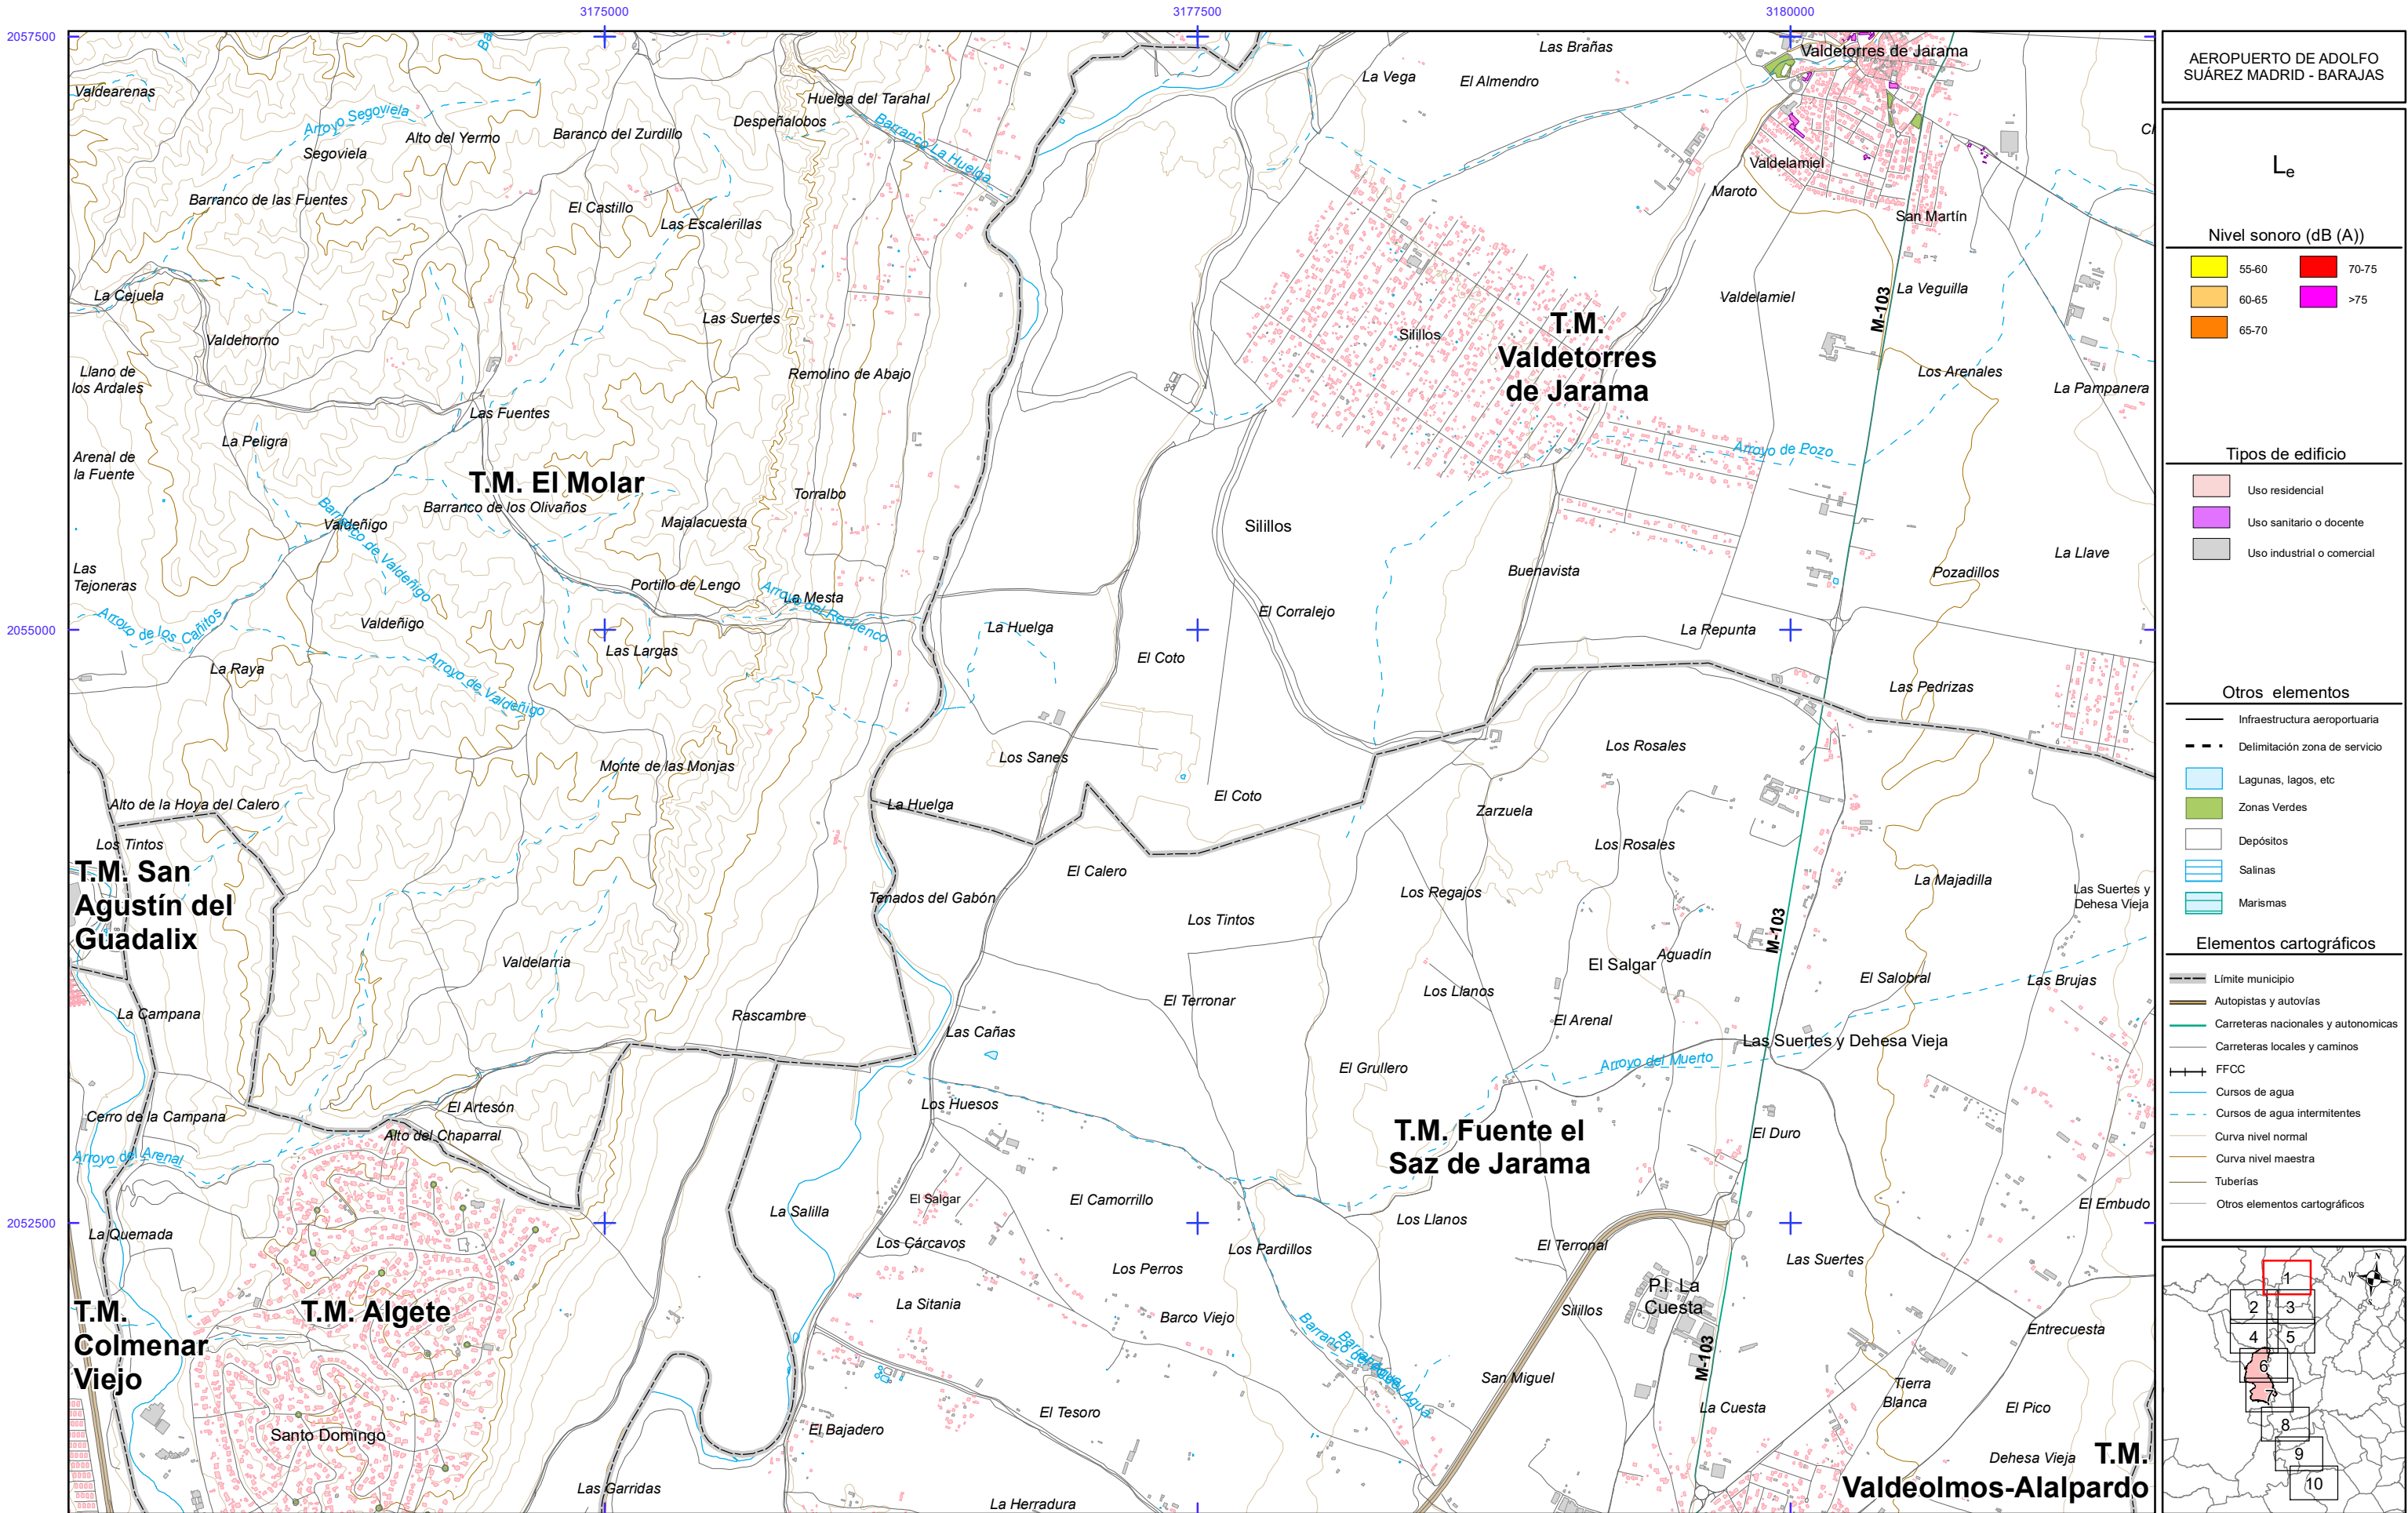 3175000
3177500
3180000
2057500
2055000
2052500
Valdearenas
Arroyo Segoviela
Segoviela
Alto del Yermo
Baranco del Zurdillo
Despeñalobos
Huelga del Tarahal
Barranco La Huelga
Barranco de las Fuentes
El Castillo
Las Escalerillas
La Cejuela
Valdehorno
Las Suertes
Llano de
los Ardales
Las Fuentes
Remolino de Abajo
La Peligra
Arenal de
la Fuente
T.M. El Molar
Barranco de los Olivaños
Torralbo
Majalacuesta
Valdeñigo
Barranco de Valdeñigo
Las
Tejoneras
Portillo de Lengo
La Mesta
Arroyo del Recuenco
Arroyo de los Cañitos
Valdeñigo
La Raya
Las Largas
Arroyo de Valdeñigo
Monte de las Monjas
Alto de la Hoya del Calero
Los Tintos
T.M. San
Agustín del
Guadalix
La Huelga
Tenados del Gabón
Valdelarria
La Campana
Rascambre
Cerro de la Campana
El Artesón
Alto del Chaparral
Arroyo del Arenal
La Quemada
T.M.
Colmenar
Viejo
T.M. Algete
Santo Domingo
Las Garridas
La Salilla
El Bajadero
La Herradura
El Tesoro
La Sitania
Los Cárcavos
El Salgar
Los Huesos
Las Cañas
El Camorrillo
Los Perros
Barco Viejo
Los Pardillos
Barranco del Agua
Las Brañas
La Vega
El Almendro
Valdetorres de Jarama
Valdelamiel
Maroto
San Martín
Valdelamiel
La Veguilla
M-103
Los Arenales
La Pampanera
Silillos
T.M.
Valdetorres
de Jarama
Arroyo de Pozo
Silillos
Buenavista
El Corralejo
La Huelga
El Coto
La Llave
Pozadillos
La Repunta
Las Pedrizas
Los Sanes
El Coto
Los Rosales
Zarzuela
Los Rosales
El Calero
Los Regajos
Los Tintos
La Majadilla
Las Suertes y
Dehesa Vieja
M-103
Aguadín
El Salgar
El Terronar
Los Llanos
El Salobral
Las Brujas
El Arenal
Las Suertes y Dehesa Vieja
Arroyo del Muerto
El Grullero
T.M. Fuente el
Saz de Jarama
El Duro
Los Llanos
El Terronal
Las Suertes
El Embudo
P.I. La
Cuesta
Silillos
Entrecuesta
M-103
San Miguel
Tierra
Blanca
La Cuesta
El Pico
Dehesa Vieja
T.M.
Valdeolmos-Alalpardo
AEROPUERTO DE ADOLFO
SUÁREZ MADRID - BARAJAS
Le
Nivel sonoro (dB (A))
55-60
70-75
60-65
>75
65-70
Tipos de edificio
Uso residencial
Uso sanitario o docente
Uso industrial o comercial
Otros elementos
Infraestructura aeroportuaria
Delimitación zona de servicio
Lagunas, lagos, etc
Zonas Verdes
Depósitos
Salinas
Marismas
Elementos cartográficos
Límite municipio
Autopistas y autovías
Carreteras nacionales y autonomicas
Carreteras locales y caminos
FFCC
Cursos de agua
Cursos de agua intermitentes
Curva nivel normal
Curva nivel maestra
Tuberías
Otros elementos cartográficos
N
1
2
3
4
5
6
7
8
9
10